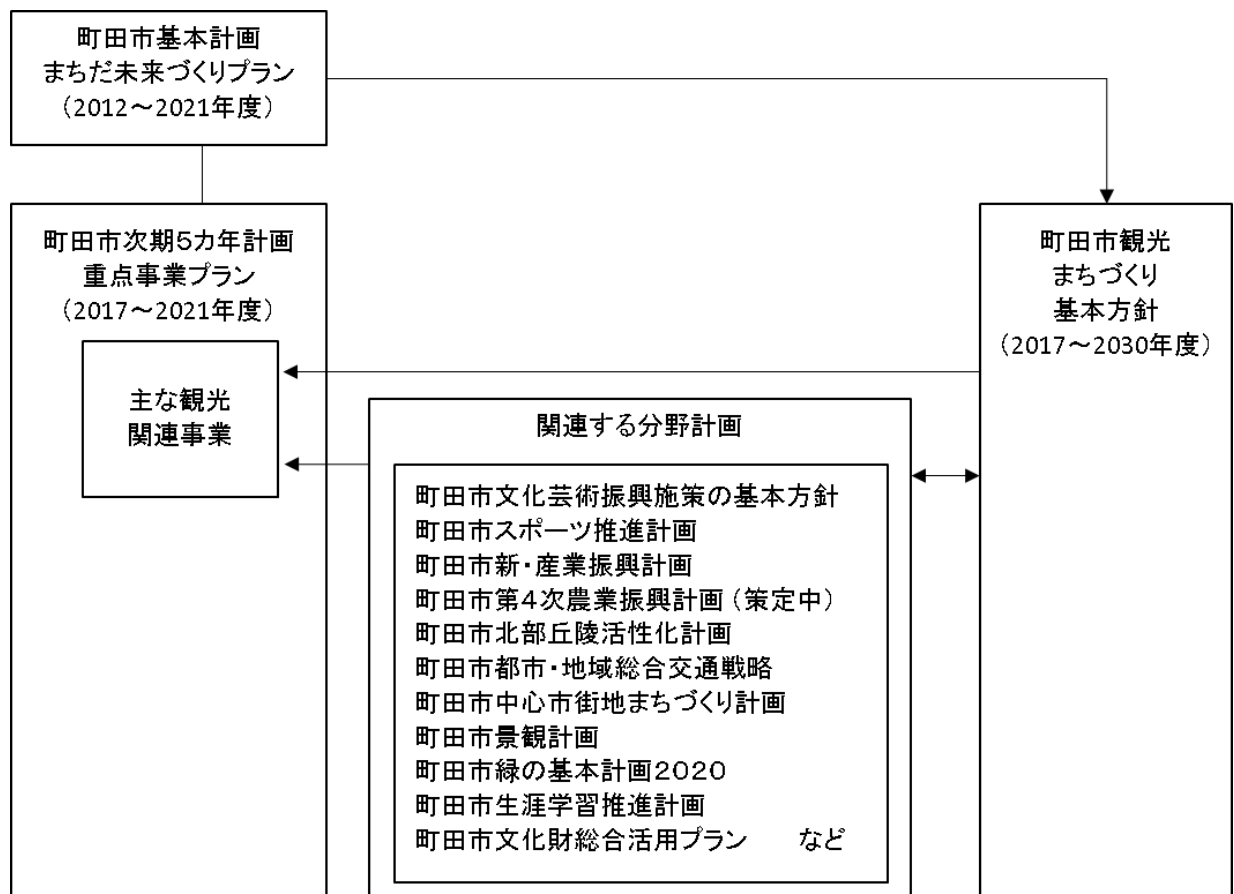 町田市基本計画
まちだ未来づくりプラン
（2012～2021年度）
町田市次期５カ年計画
重点事業プラン
（2017～2021年度）
主な観光
関連事業
町田市観光
まちづくり
基本方針
（2017～2030年度）
関連する分野計画
町田市文化芸術振興施策の基本方針
町田市スポーツ推進計画
町田市新・産業振興計画
町田市第４次農業振興計画（策定中）
町田市北部丘陵活性化計画
町田市都市・地域総合交通戦略
町田市中心市街地まちづくり計画
町田市景観計画
町田市緑の基本計画２０２０
町田市生涯学習推進計画
町田市文化財総合活用プラン　　など